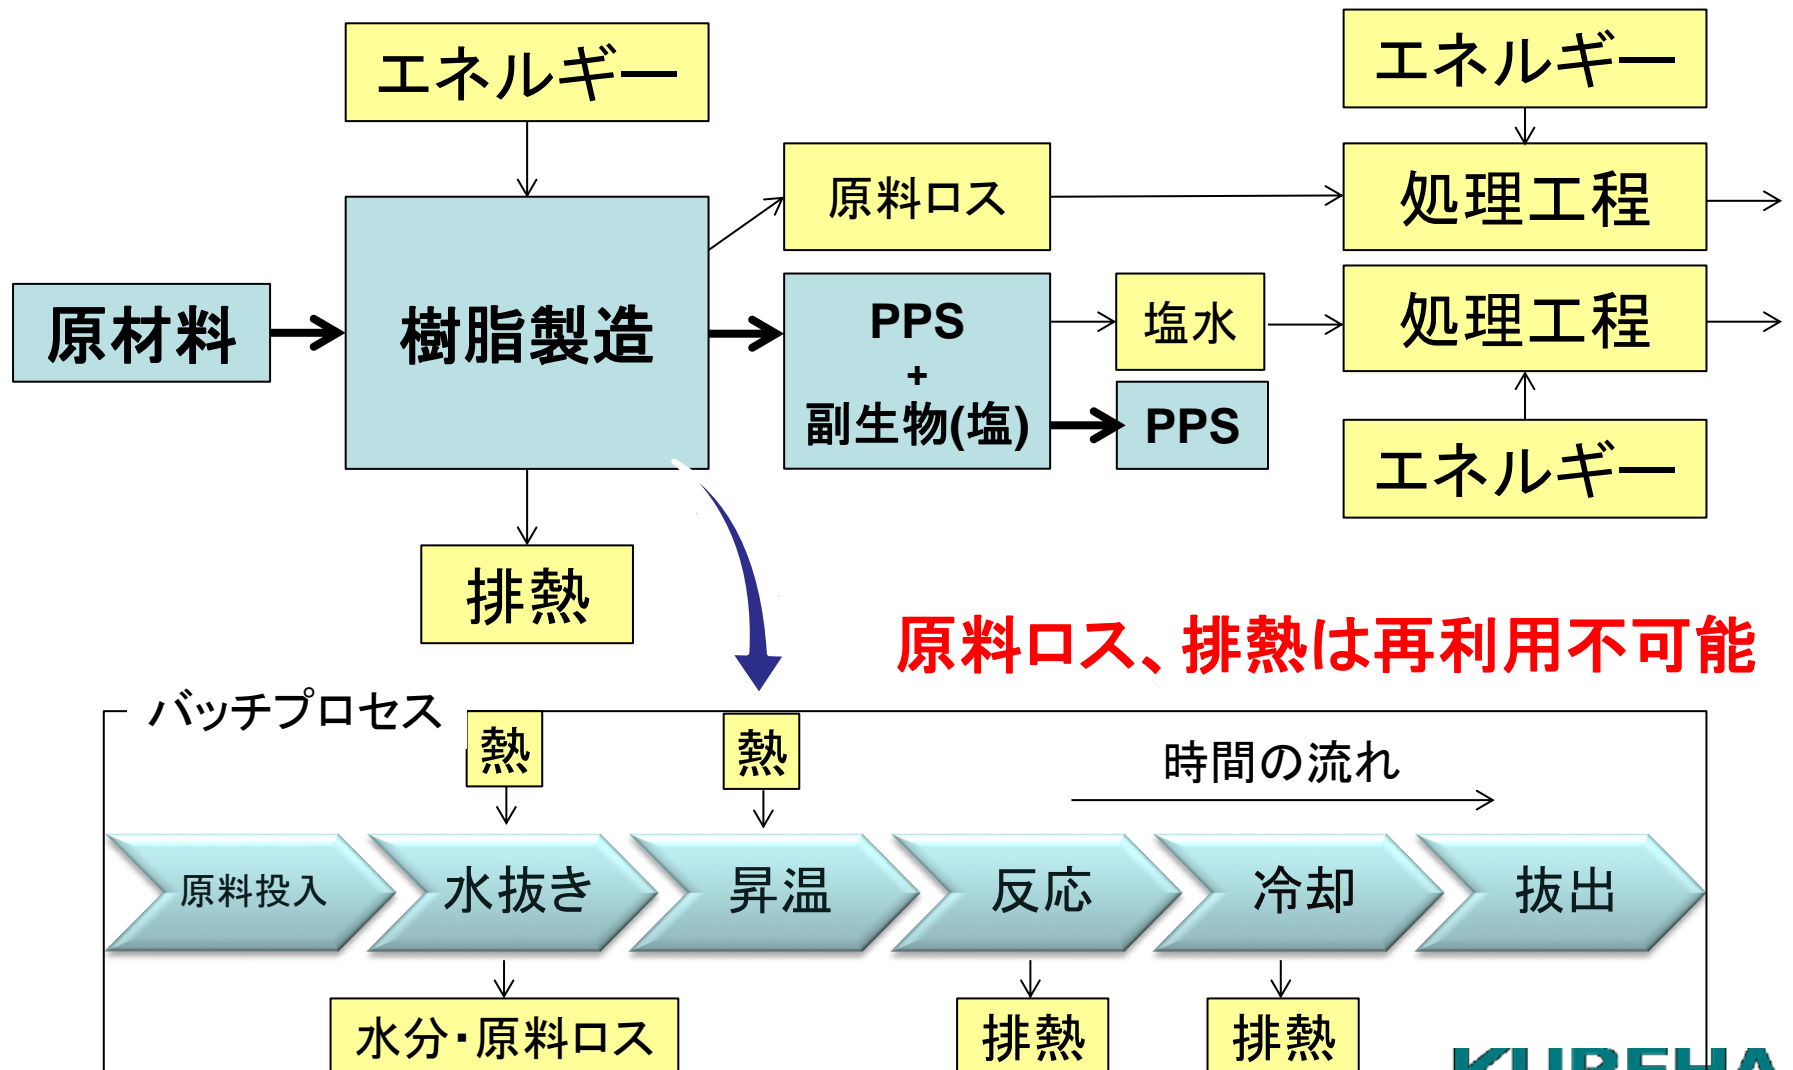 エネルギー
エネルギー
原料ロス
処理工程
原材料
樹脂製造
PPS
+
副生物(塩)
塩水
処理工程
PPS
エネルギー
排熱
原料ロス、排熱は再利用不可能
バッチプロセス
熱
熱
時間の流れ
原料投入
水抜き
昇温
反応
冷却
抜出
水分・原料ロス
排熱
排熱
KUREHA